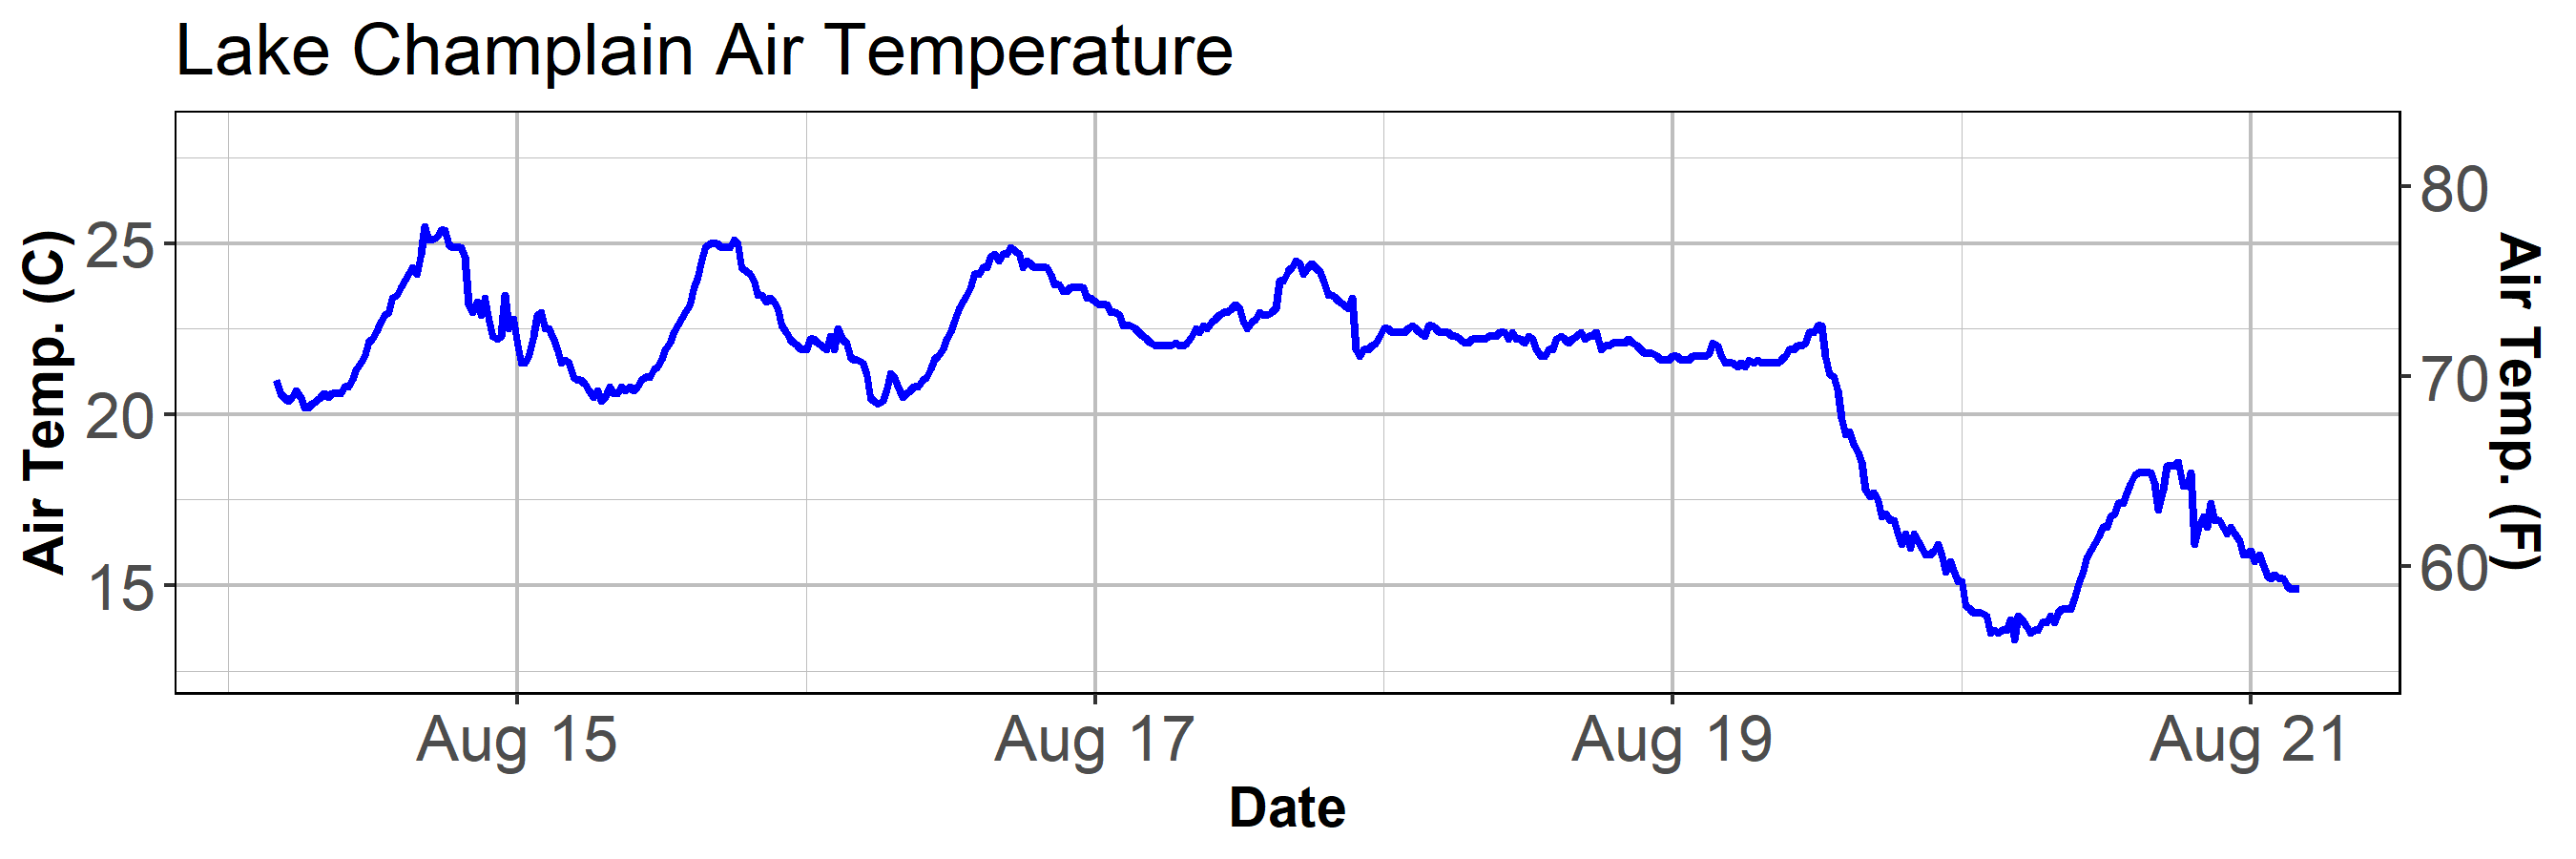 Lake Champlain Air Temperature
Air Temp. (C)
25
20
15
80
70
60
Air Temp. (F)
Aug 15 Aug 17 Aug 19 Aug 21
Date